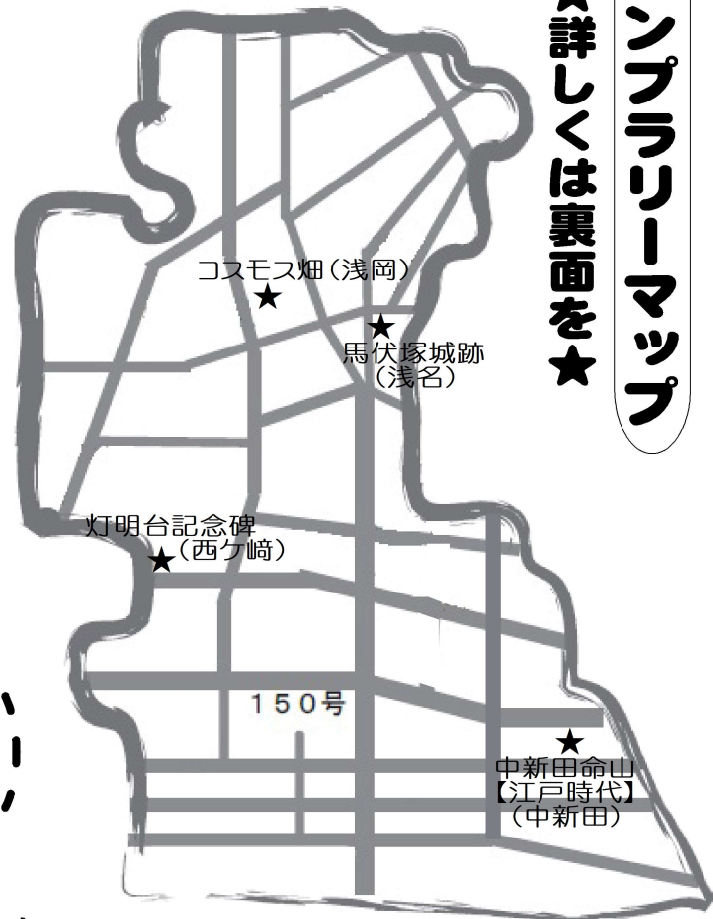 ンプラリーマップ
★詳しくは裏面を★
コスモス畑（浅岡）
★
★
馬伏塚城跡
（浅名）
灯明台記念碑
★（西ケ﨑）
１５０号
★
中新田命山
【江戸時代】
（中新田）